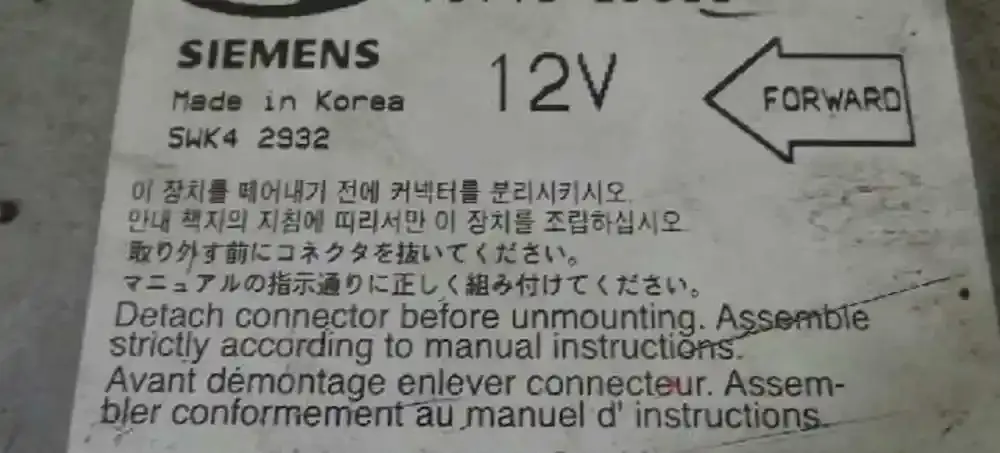 SIEMENS
12V
FORWARD
Made in Korea
SWK4 2932
이 장치를 떼어내기 전에 커넥터를 분리시키시오.
안내 책자의 지침에 따라서만 이 장치를 조립하십시오
取り外す前にコネクタを抜いてください。
マニュアルの指示通りに正しく組み付けてください。
Detach connector before unmounting. Assemble
strictly according to manual instructions.
Avant démontage enlever connecteur. Assem-
bler conformement au manuel d' instructions.